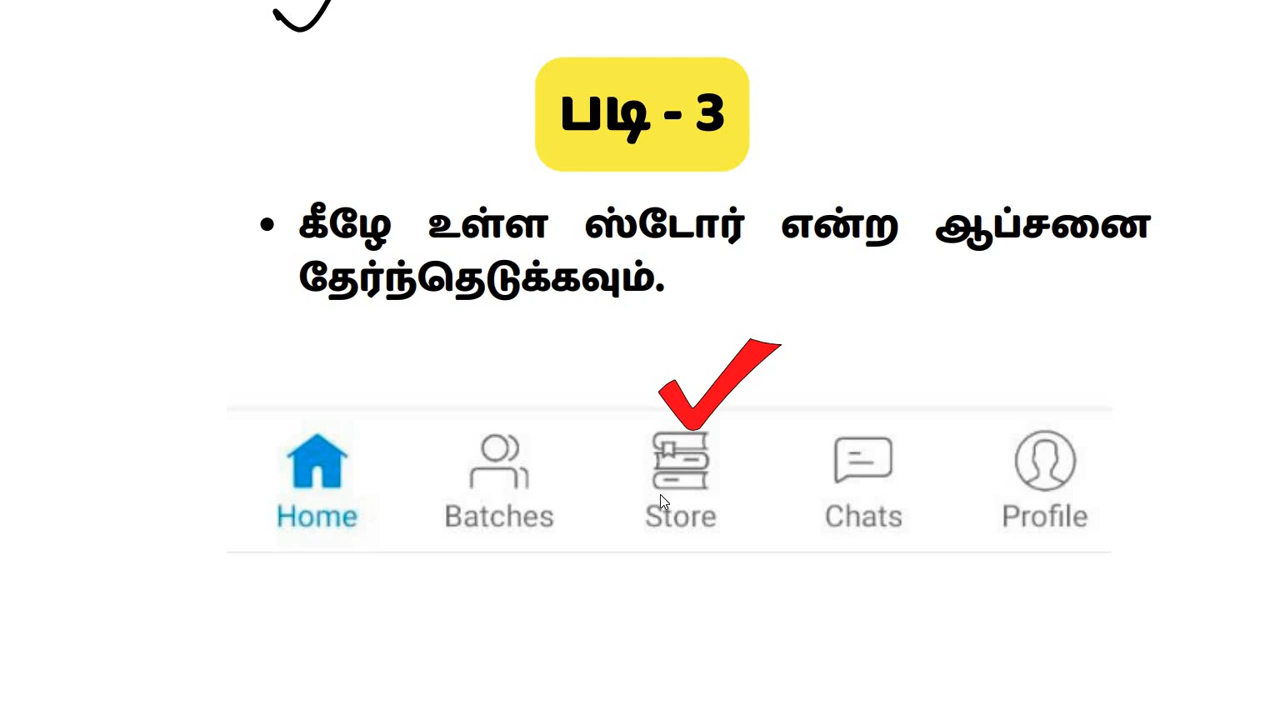 படி - 3
• கீழே உள்ள ஸ்டோர் என்ற ஆப்சனை
தேர்ந்தெடுக்கவும்.
Home Batches Store Chats Profile